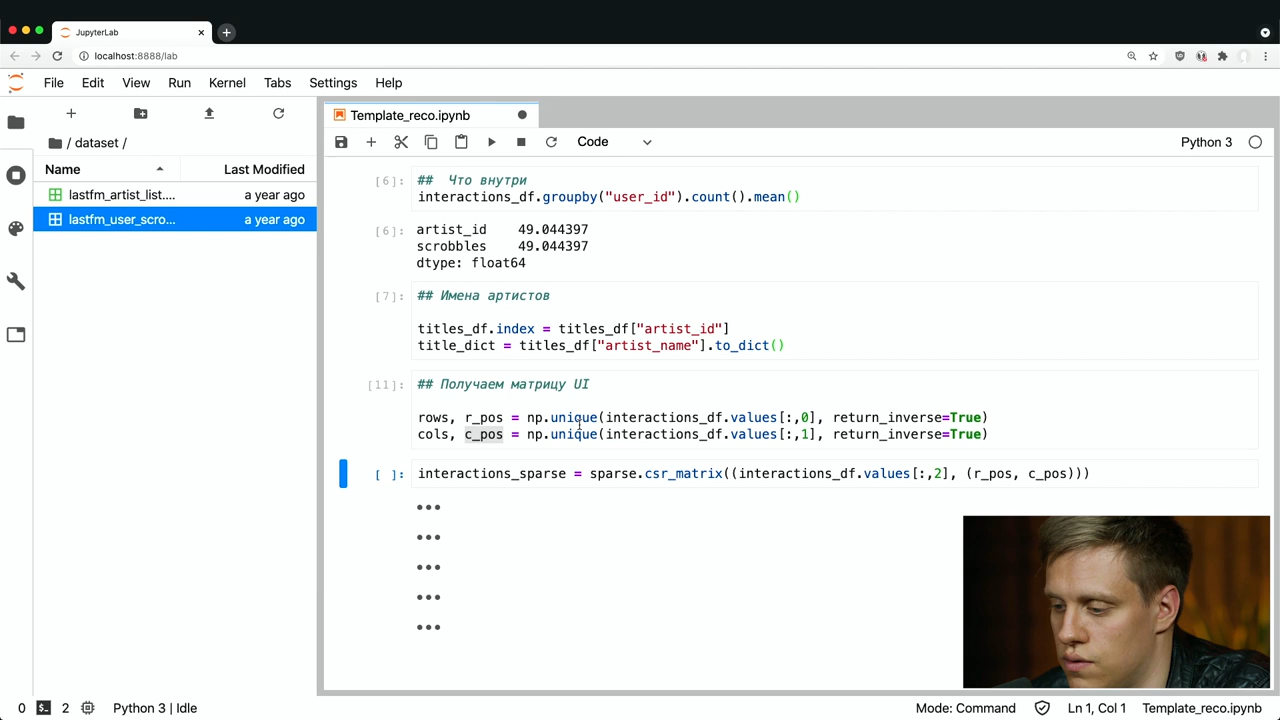 JupyterLab
localhost:8888/lab
File Edit View Run Kernel Tabs Settings Help
/ dataset /
Name Last Modified
lastfm_artist_list.... a year ago
lastfm_user_scro... a year ago
Template_reco.ipynb
Code
Python 3
[6]: ## Что внутри
interactions_df.groupby("user_id").count().mean()
[6]: artist_id 49.044397
scrobbles 49.044397
dtype: float64
[7]: ## Имена артистов
titles_df.index = titles_df["artist_id"]
title_dict = titles_df["artist_name"].to_dict()
[11]: ## Получаем матрицу UI
rows, r_pos = np.unique(interactions_df.values[:,0], return_inverse=True)
cols, c_pos = np.unique(interactions_df.values[:,1], return_inverse=True)
[ ]: interactions_sparse = sparse.csr_matrix((interactions_df.values[:,2], (r_pos, c_pos)))
0 2 Python 3 | Idle Mode: Command Ln 1, Col 1 Template_reco.ipynb